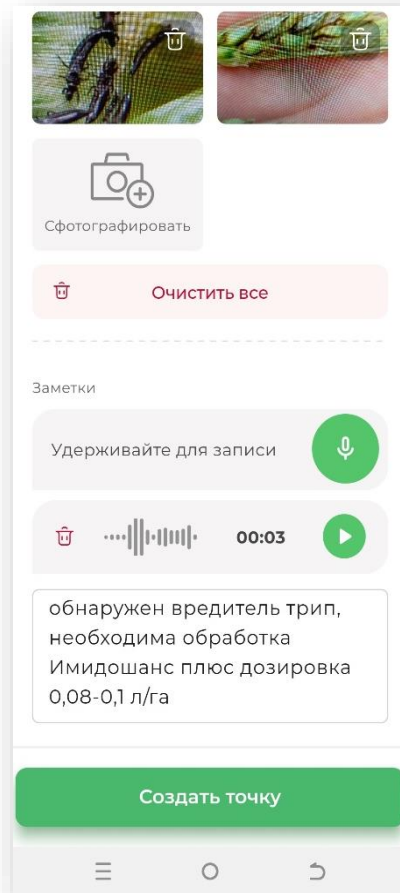 Сфотографировать
Очистить все
Заметки
Удерживайте для записи
00:03
обнаружен вредитель трип,
необходима обработка
Имидошанс плюс дозировка
0,08-0,1 л/га
Создать точку